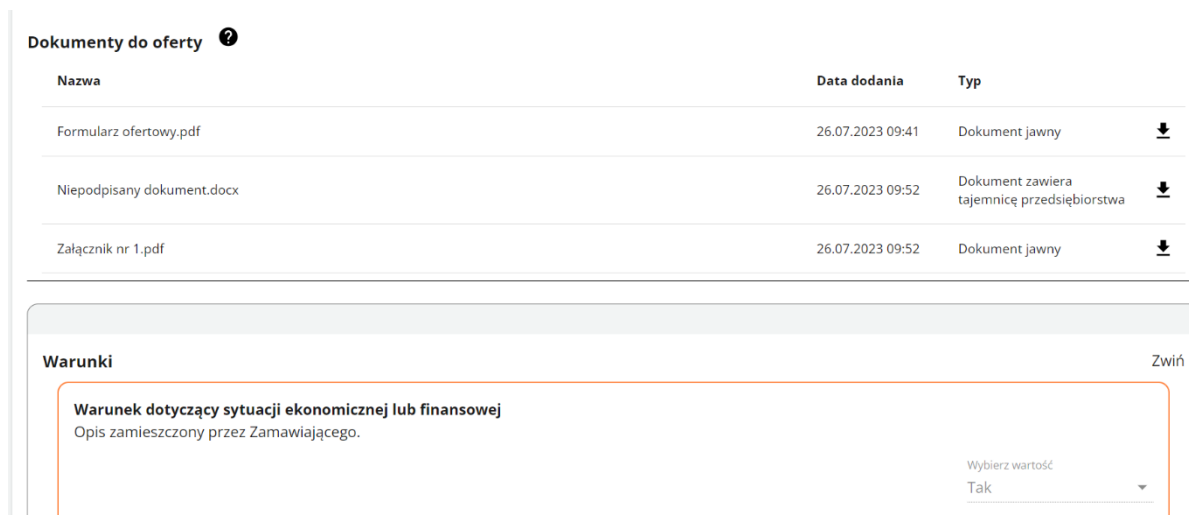 Dokumenty do oferty ?
Nazwa Data dodania Typ
Formularz ofertowy.pdf 26.07.2023 09:41 Dokument jawny
Niepodpisany dokument.docx 26.07.2023 09:52 Dokument zawiera
tajemnicę przedsiębiorstwa
Załącznik nr 1.pdf 26.07.2023 09:52 Dokument jawny
Warunki Zwiń
Warunek dotyczący sytuacji ekonomicznej lub finansowej
Opis zamieszczony przez Zamawiającego.
Wybierz wartość
Tak